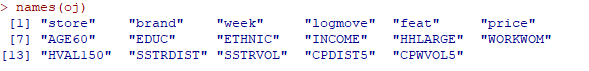 > names(oj)
[1] "store" "brand" "week" "logmove" "feat" "price"
[7] "AGE60" "EDUC" "ETHNIC" "INCOME" "HHLARGE" "WORKWOM"
[13] "HVAL150" "SSTRDIST" "SSTRVOL" "CPDIST5" "CPWVOL5"